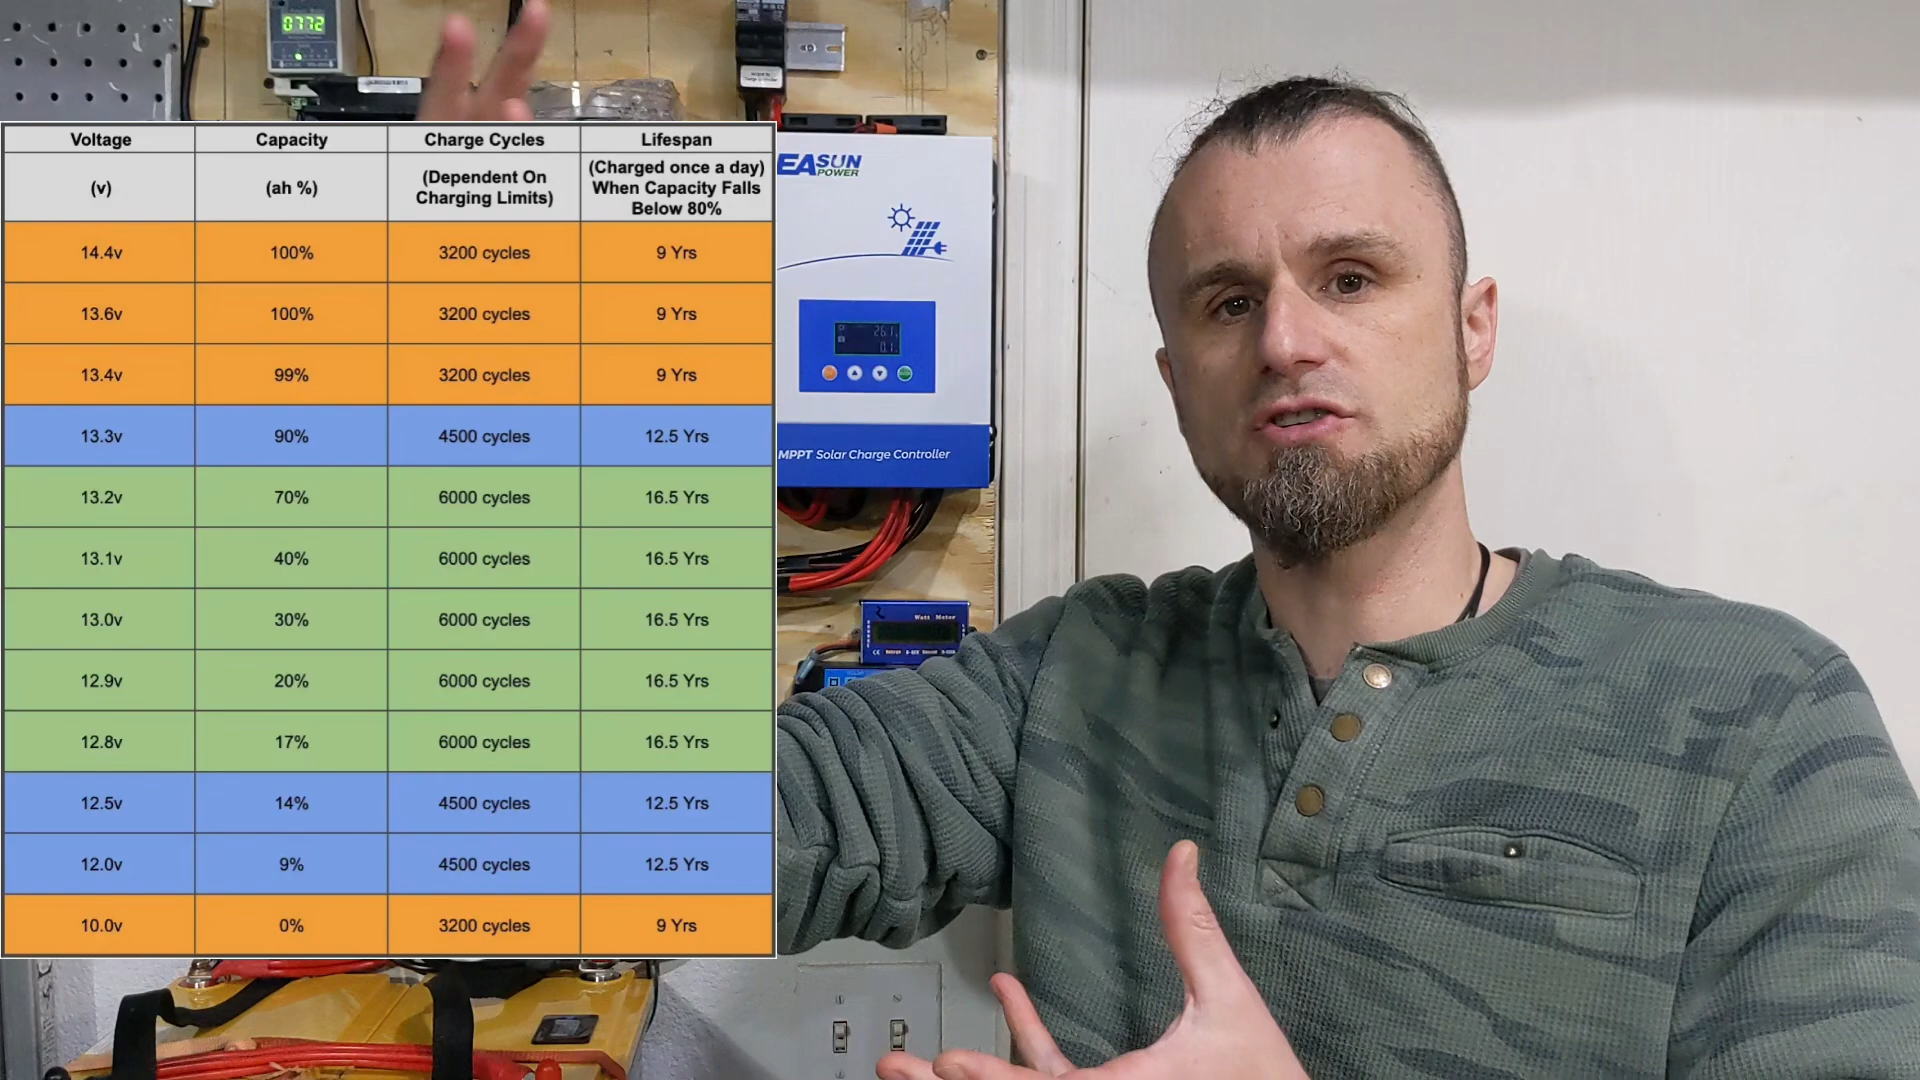 0772
Voltage Capacity Charge Cycles Lifespan
(v) (ah %) (Dependent On Charging Limits) (Charged once a day) When Capacity Falls Below 80%
14.4v 100% 3200 cycles 9 Yrs
13.6v 100% 3200 cycles 9 Yrs
13.4v 99% 3200 cycles 9 Yrs
13.3v 90% 4500 cycles 12.5 Yrs
13.2v 70% 6000 cycles 16.5 Yrs
13.1v 40% 6000 cycles 16.5 Yrs
13.0v 30% 6000 cycles 16.5 Yrs
12.9v 20% 6000 cycles 16.5 Yrs
12.8v 17% 6000 cycles 16.5 Yrs
12.5v 14% 4500 cycles 12.5 Yrs
12.0v 9% 4500 cycles 12.5 Yrs
10.0v 0% 3200 cycles 9 Yrs
EASUN
POWER
26.1
0.1
MPPT Solar Charge Controller
Watt Meter